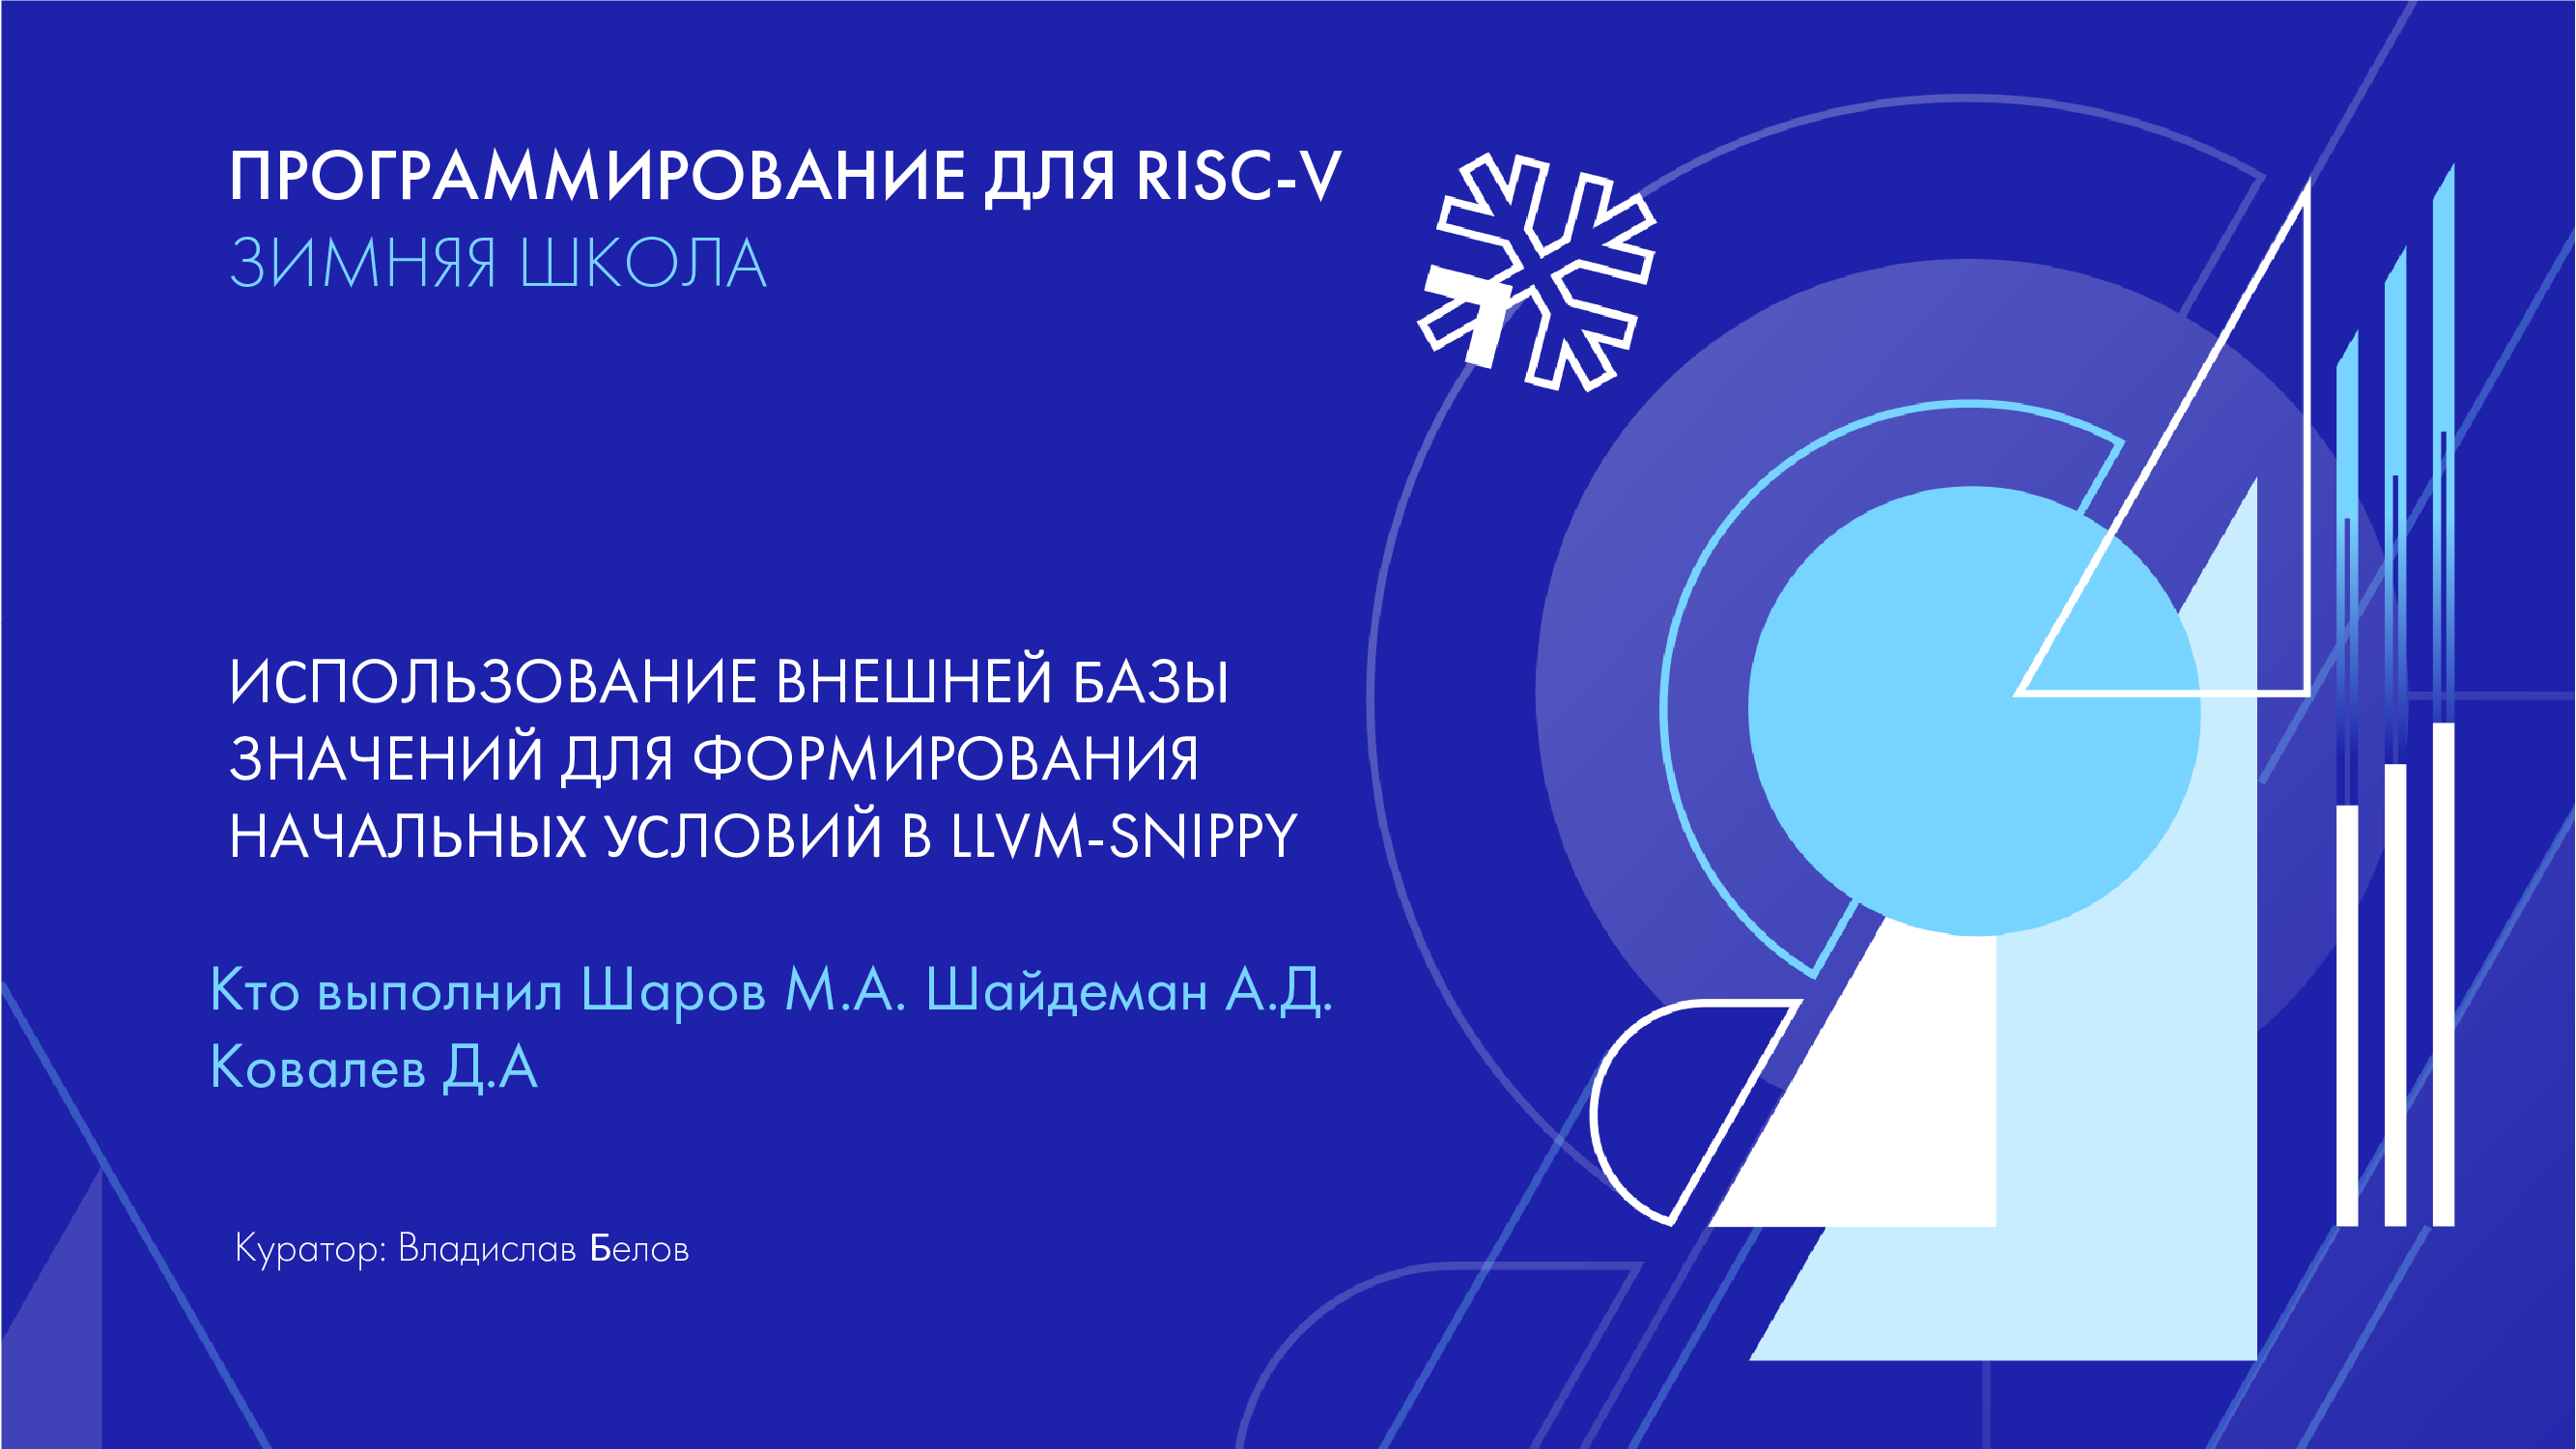 ПРОГРАММИРОВАНИЕ ДЛЯ RISC-V
ЗИМНЯЯ ШКОЛА
ИСПОЛЬЗОВАНИЕ ВНЕШНЕЙ БАЗЫ
ЗНАЧЕНИЙ ДЛЯ ФОРМИРОВАНИЯ
НАЧАЛЬНЫХ УСЛОВИЙ В LLVM-SNIPPY
Кто выполнил Шаров М.А. Шайдеман А.Д.
Ковалев Д.А
Куратор: Владислав Белов